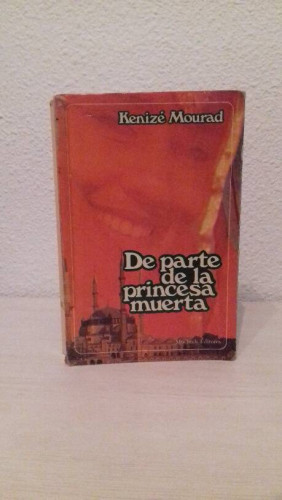 Kenizé Mourad
De parte
de la
princesa
muerta